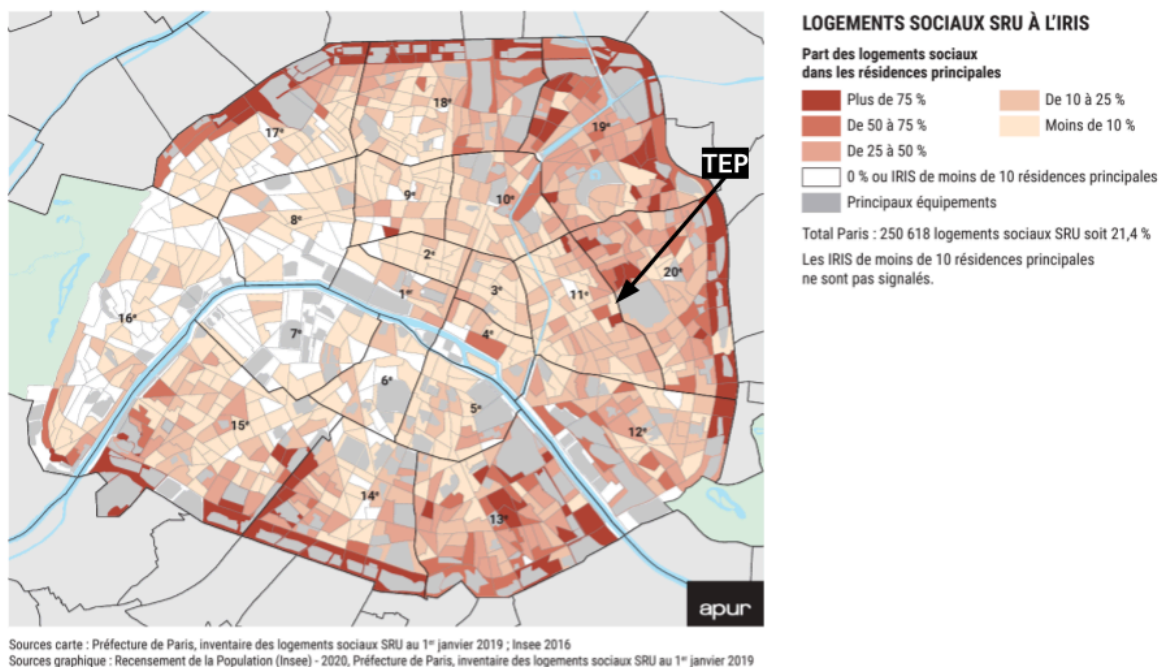 LOGEMENTS SOCIAUX SRU À L'IRIS
Part des logements sociaux
dans les résidences principales
Plus de 75 %
De 50 à 75 %
De 25 à 50 %
De 10 à 25 %
Moins de 10 %
0 % ou IRIS de moins de 10 résidences principales
Principaux équipements
Total Paris : 250 618 logements sociaux SRU soit 21,4 %
Les IRIS de moins de 10 résidences principales
ne sont pas signalés.
18e
17e
19e
TEP
9e
10e
8e
2e
20e
3e
1er
11e
16e
7e
4e
6e
5e
15e
12e
14e
13e
apur
Sources carte : Préfecture de Paris, inventaire des logements sociaux SRU au 1er janvier 2019 ; Insee 2016
Sources graphique : Recensement de la Population (Insee) - 2020, Préfecture de Paris, inventaire des logements sociaux SRU au 1er janvier 2019